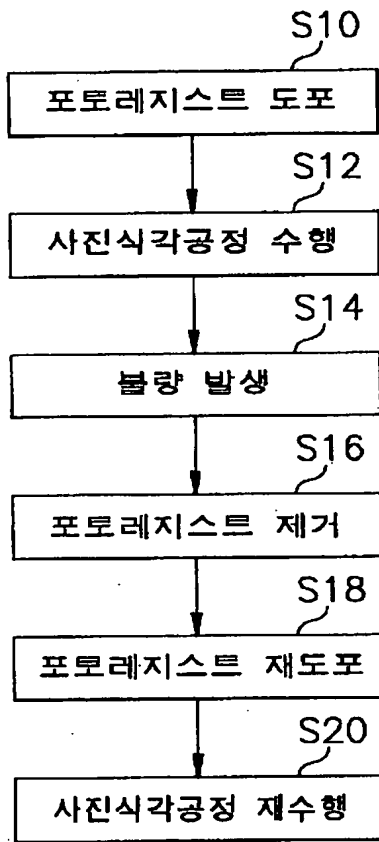 S10
포토레지스트 도포
S12
사진식각공정 수행
S14
불량 발생
S16
포토레지스트 제거
S18
포토레지스트 재도포
S20
사진식각공정 재수행